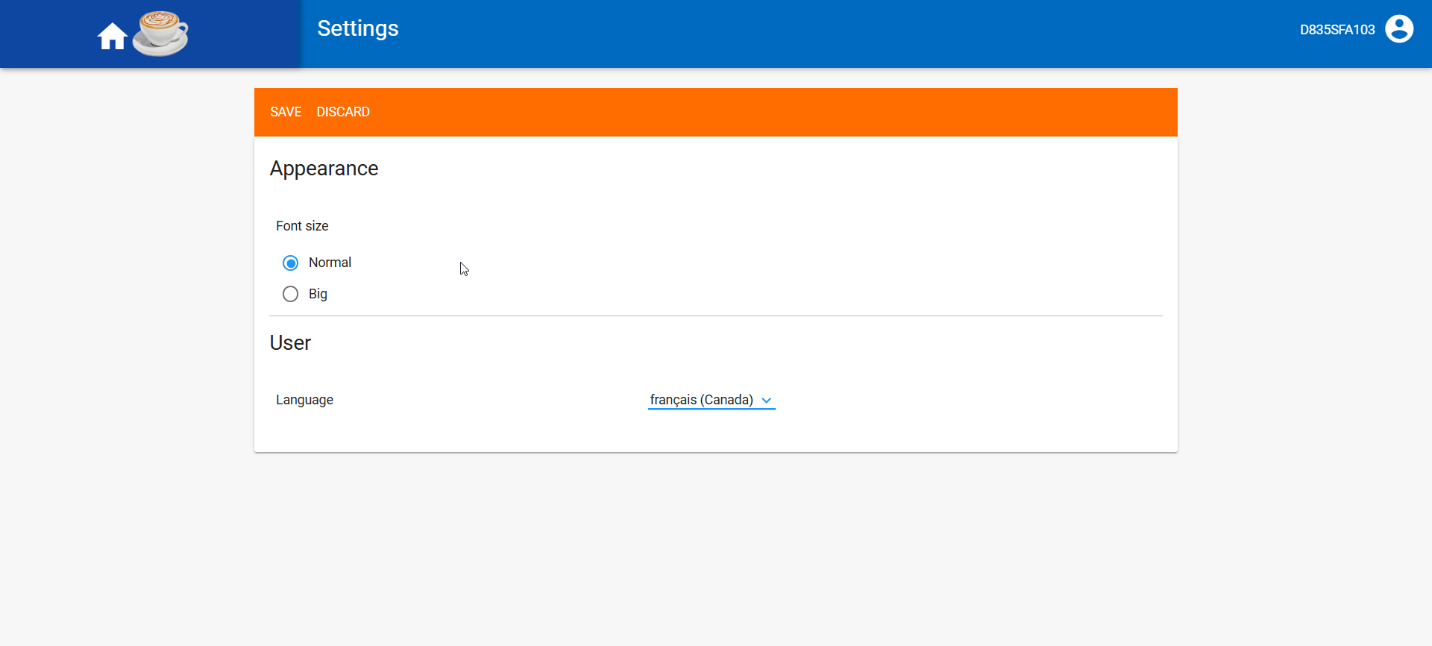 Settings
D835SFA103
SAVE DISCARD
Appearance
Font size
Normal
Big
User
Language français (Canada)